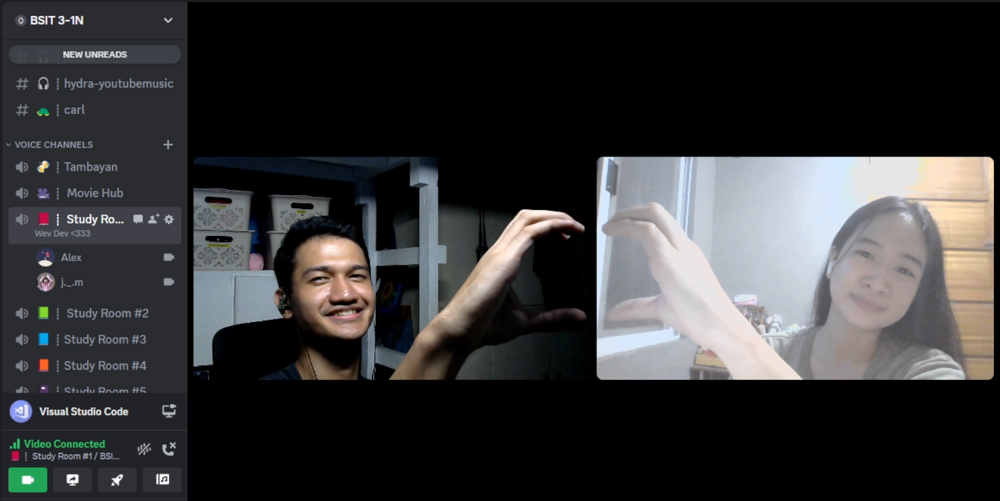 BSIT 3-1N
NEW UNREADS
# hydra-youtubemusic
# carl
VOICE CHANNELS
Tambayan
Movie Hub
Study Ro...
Wev Dev <333
Alex
j._.m
Study Room #2
Study Room #3
Study Room #4
Study Room #5
Visual Studio Code
Video Connected
Study Room #1 / BSI...